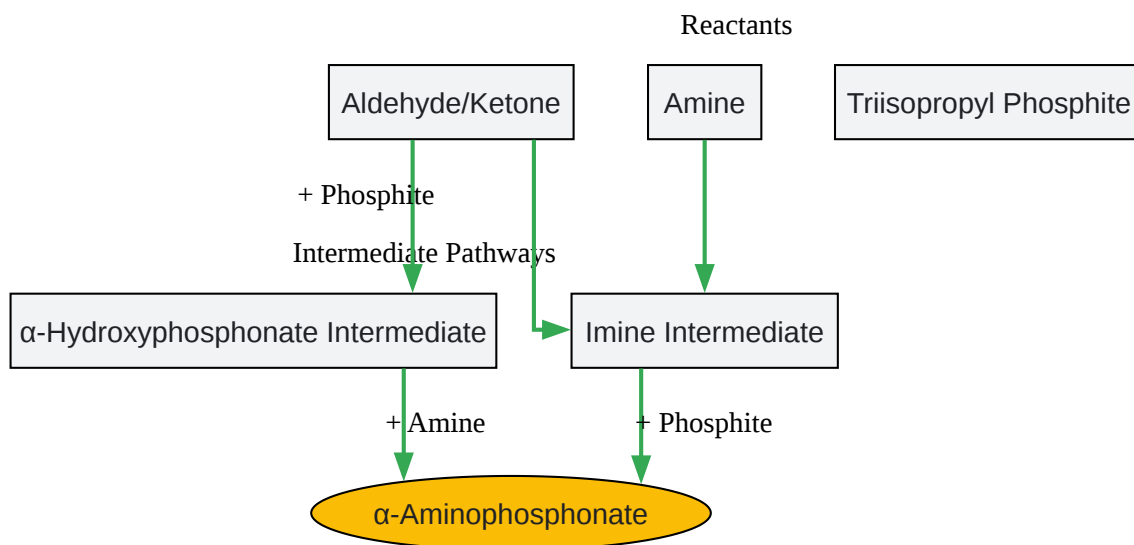 Reactants
Aldehyde/Ketone
Amine
Triisopropyl Phosphite
+ Phosphite
Intermediate Pathways
α-Hydroxyphosphonate Intermediate
Imine Intermediate
+ Amine
+ Phosphite
α-Aminophosphonate